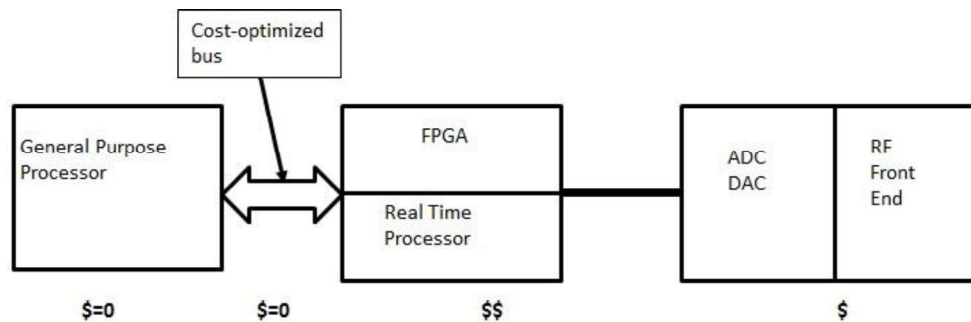 Cost-optimized
bus
General Purpose
Processor
FPGA
Real Time
Processor
ADC
DAC
RF
Front
End
$=0
$=0
$$
$